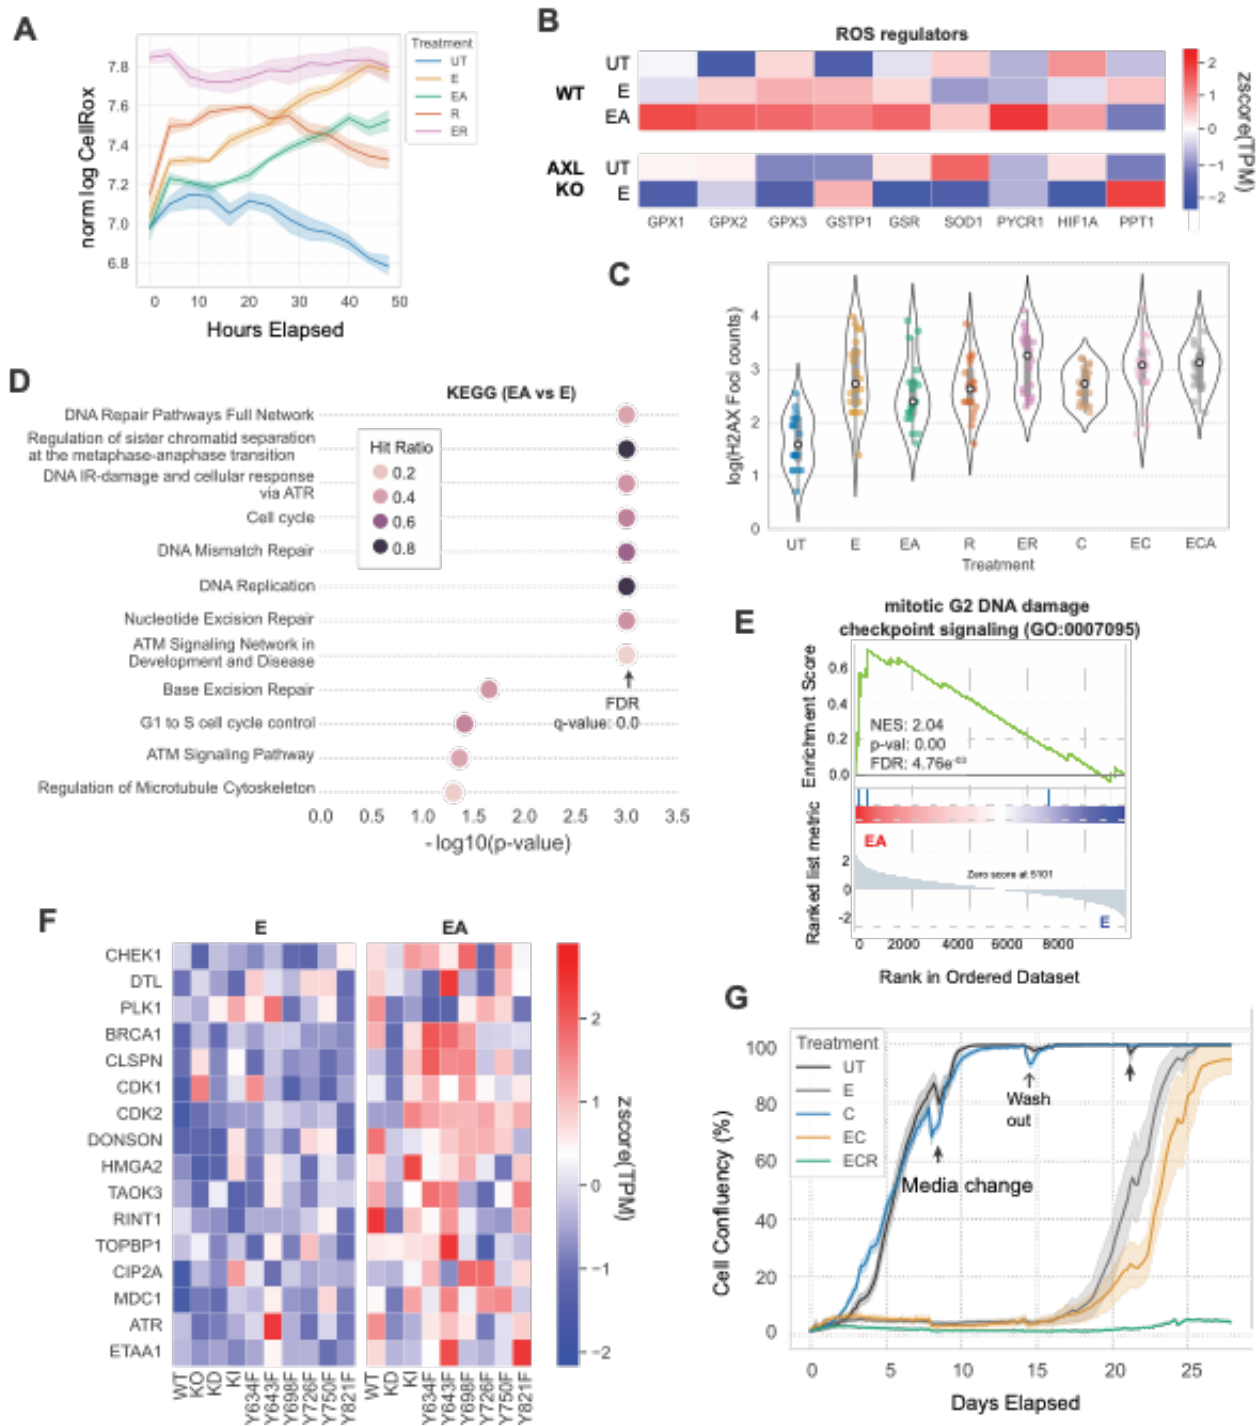 A
Treatment
UT
E
EA
R
ER
7.8
7.6
7.4
7.2
7.0
6.8
norm log CellRox
0 10 20 30 40 50
Hours Elapsed
B
ROS regulators
WT
UT
E
EA
AXL
KO
UT
E
GPX1 GPX2 GPX3 GSTP1 GSR SOD1 PYCR1 HIF1A PPT1
2
1
0
−1
−2
zscore(TPM)
C
log(H2AX Foci counts)
4
3
2
1
0
UT E EA R ER C EC ECA
Treatment
D
KEGG (EA vs E)
DNA Repair Pathways Full Network
Regulation of sister chromatid separation
at the metaphase-anaphase transition
DNA IR-damage and cellular response
via ATR
Cell cycle
DNA Mismatch Repair
DNA Replication
Nucleotide Excision Repair
ATM Signaling Network in
Development and Disease
Base Excision Repair
G1 to S cell cycle control
ATM Signaling Pathway
Regulation of Microtubule Cytoskeleton
Hit Ratio
0.2
0.4
0.6
0.8
FDR
q-value: 0.0
0.0 0.5 1.0 1.5 2.0 2.5 3.0 3.5
-log10(p-value)
E
mitotic G2 DNA damage
checkpoint signaling (GO:0007095)
Enrichment Score
0.6
0.4
0.2
0.0
NES: 2.04
p-val: 0.00
FDR: 4.76e-03
Ranked list metric
EA
2
0
-2
Zero score at 5101
E
0 2000 4000 6000 8000
Rank in Ordered Dataset
F
E EA
CHEK1
DTL
PLK1
BRCA1
CLSPN
CDK1
CDK2
DONSON
HMGA2
TAOK3
RINT1
TOPBP1
CIP2A
MDC1
ATR
ETAA1
WT KO KD KI Y634F Y643F Y698F Y726F Y750F Y821F
WT KD KI Y634F Y643F Y698F Y726F Y750F Y821F
2
1
0
−1
−2
zscore(TPM)
G
Treatment
UT
E
C
EC
ECR
100
80
60
40
20
0
Cell Confluency (%)
Media change
Wash
out
0 5 10 15 20 25
Days Elapsed